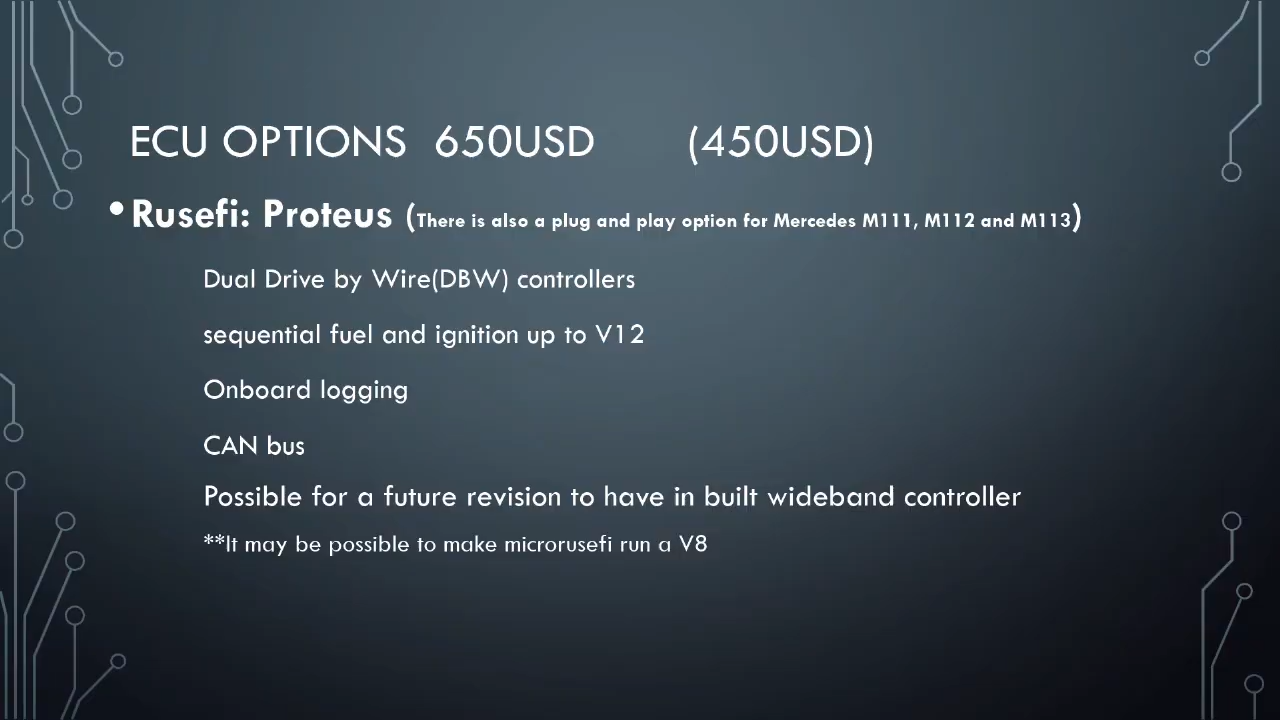 ECU OPTIONS 650USD (450USD)
•Rusefi: Proteus (There is also a plug and play option for Mercedes M111, M112 and M113)
Dual Drive by Wire(DBW) controllers
sequential fuel and ignition up to V12
Onboard logging
CAN bus
Possible for a future revision to have in built wideband controller
**It may be possible to make microrusefi run a V8